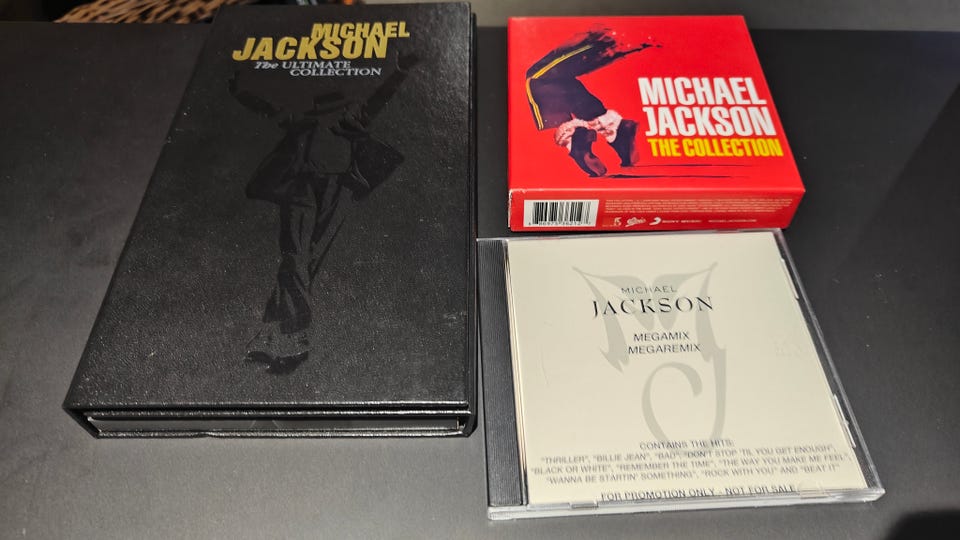 MICHAEL
JACKSON
The ULTIMATE
COLLECTION
MICHAEL
JACKSON
THE COLLECTION
Epic
SONY MUSIC
MICHAELJACKSON.COM
MICHAEL
JACKSON
MEGAMIX
MEGAREMIX
CONTAINS THE HITS:
"THRILLER", "BILLIE JEAN", "BAD", "DON'T STOP 'TIL YOU GET ENOUGH",
"BLACK OR WHITE", "REMEMBER THE TIME", "THE WAY YOU MAKE ME FEEL",
"WANNA BE STARTIN' SOMETHING", "ROCK WITH YOU" AND "BEAT IT"
FOR PROMOTION ONLY - NOT FOR SALE